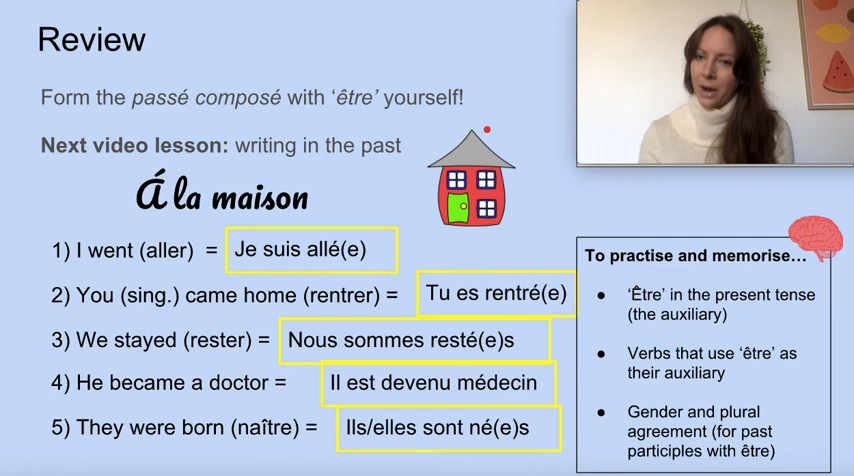 Review
Form the passé composé with ‘être’ yourself!
Next video lesson: writing in the past
Á la maison
1) I went (aller) = Je suis allé(e)
2) You (sing.) came home (rentrer) = Tu es rentré(e)
3) We stayed (rester) = Nous sommes resté(e)s
4) He became a doctor = Il est devenu médecin
5) They were born (naître) = Ils/elles sont né(e)s
To practise and memorise…
● ‘Être’ in the present tense
(the auxiliary)
● Verbs that use ‘être’ as
their auxiliary
● Gender and plural
agreement (for past
participles with être)